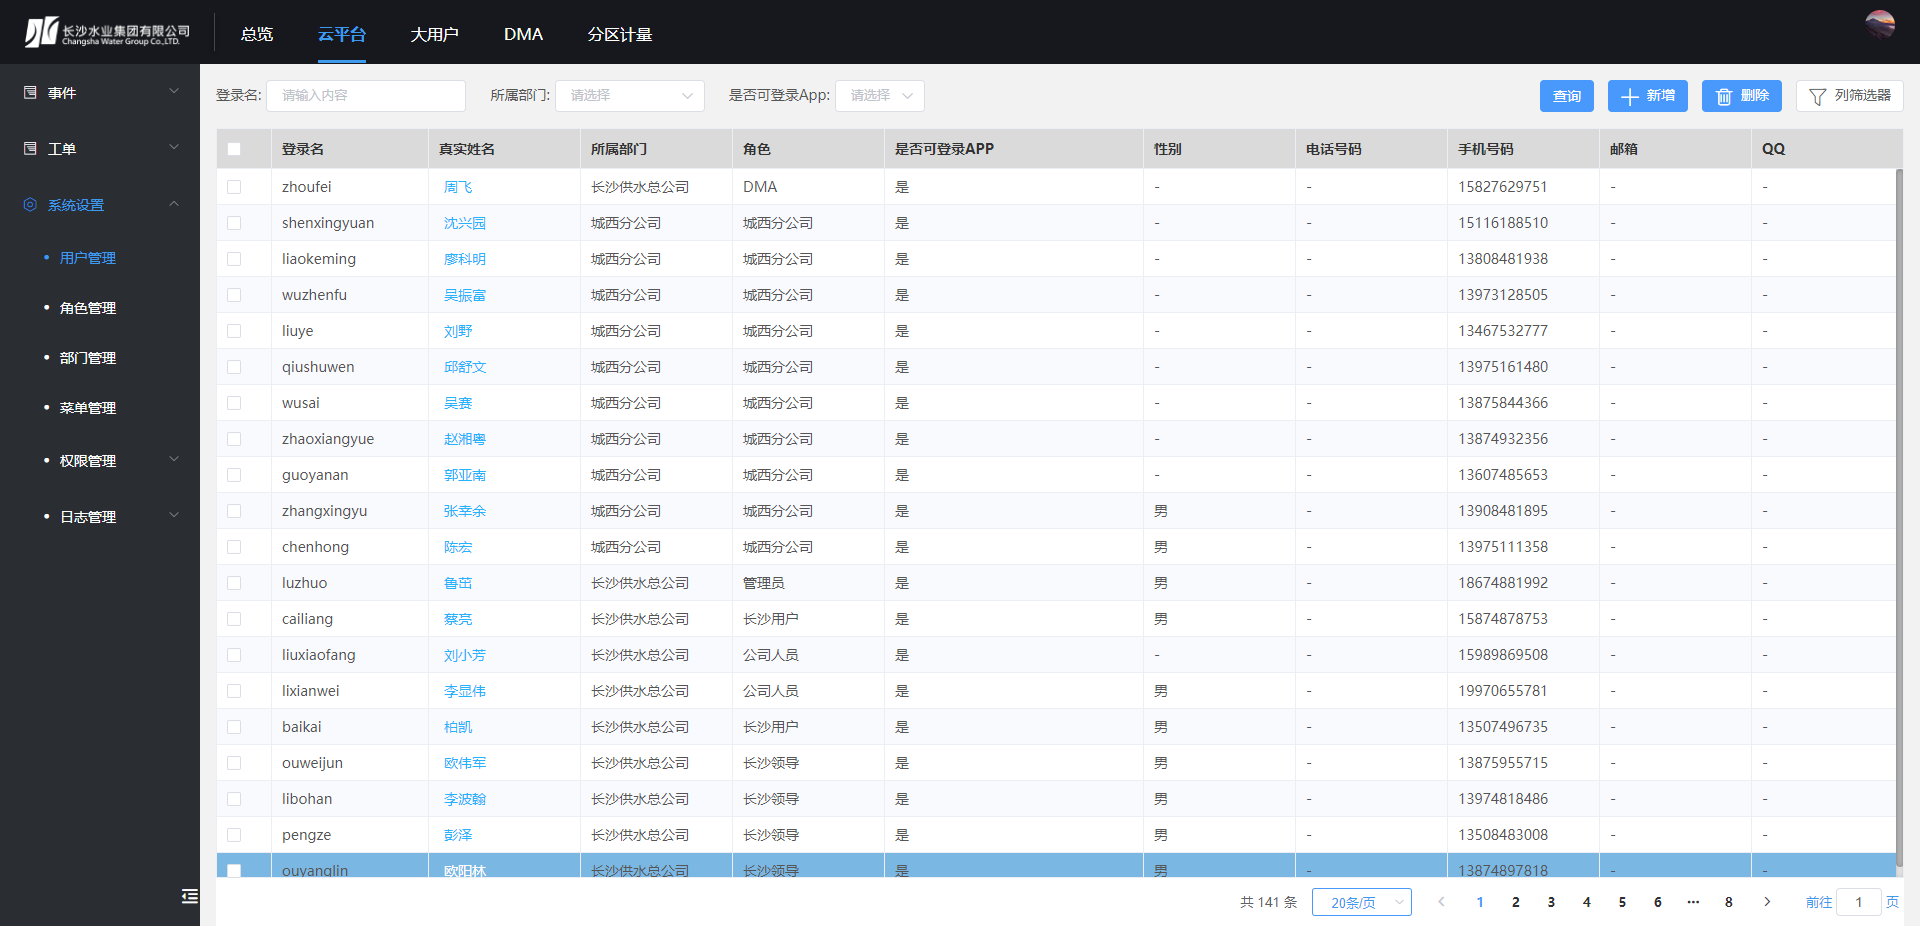 长沙水业集团有限公司
Changsha Water Group Co.,LTD.
总览 云平台 大用户 DMA 分区计量
事件
工单
系统设置
用户管理
角色管理
部门管理
菜单管理
权限管理
日志管理
登录名: 请输入内容 所属部门: 请选择 是否可登录App: 请选择 查询 新增 删除 列筛选器
登录名 真实姓名 所属部门 角色 是否可登录APP 性别 电话号码 手机号码 邮箱 QQ
zhoufei 周飞 长沙供水总公司 DMA 是 - - 15827629751 - -
shenxingyuan 沈兴园 城西分公司 城西分公司 是 - - 15116188510 - -
liaokeming 廖科明 城西分公司 城西分公司 是 - - 13808481938 - -
wuzhenfu 吴振富 城西分公司 城西分公司 是 - - 13973128505 - -
liuye 刘野 城西分公司 城西分公司 是 - - 13467532777 - -
qiushuwen 邱舒文 城西分公司 城西分公司 是 - - 13975161480 - -
wusai 吴赛 城西分公司 城西分公司 是 - - 13875844366 - -
zhaoxiangyue 赵湘粤 城西分公司 城西分公司 是 - - 13874932356 - -
guoyanan 郭亚南 城西分公司 城西分公司 是 - - 13607485653 - -
zhangxingyu 张幸余 城西分公司 城西分公司 是 男 - 13908481895 - -
chenhong 陈宏 城西分公司 城西分公司 是 男 - 13975111358 - -
luzhuo 鲁茁 长沙供水总公司 管理员 是 男 - 18674881992 - -
cailiang 蔡亮 长沙供水总公司 长沙用户 是 男 - 15874878753 - -
liuxiaofang 刘小芳 长沙供水总公司 公司人员 是 - - 15989869508 - -
lixianwei 李显伟 长沙供水总公司 公司人员 是 男 - 19970655781 - -
baikai 柏凯 长沙供水总公司 长沙用户 是 男 - 13507496735 - -
ouweijun 欧伟军 长沙供水总公司 长沙领导 是 男 - 13875955715 - -
libohan 李波翰 长沙供水总公司 长沙领导 是 男 - 13974818486 - -
pengze 彭泽 长沙供水总公司 长沙领导 是 男 - 13508483008 - -
ouyanglin 欧阳林 长沙供水总公司 长沙领导 是 男 - 13874897818 - -
共 141 条 20条/页 1 2 3 4 5 6 ··· 8 前往 1 页